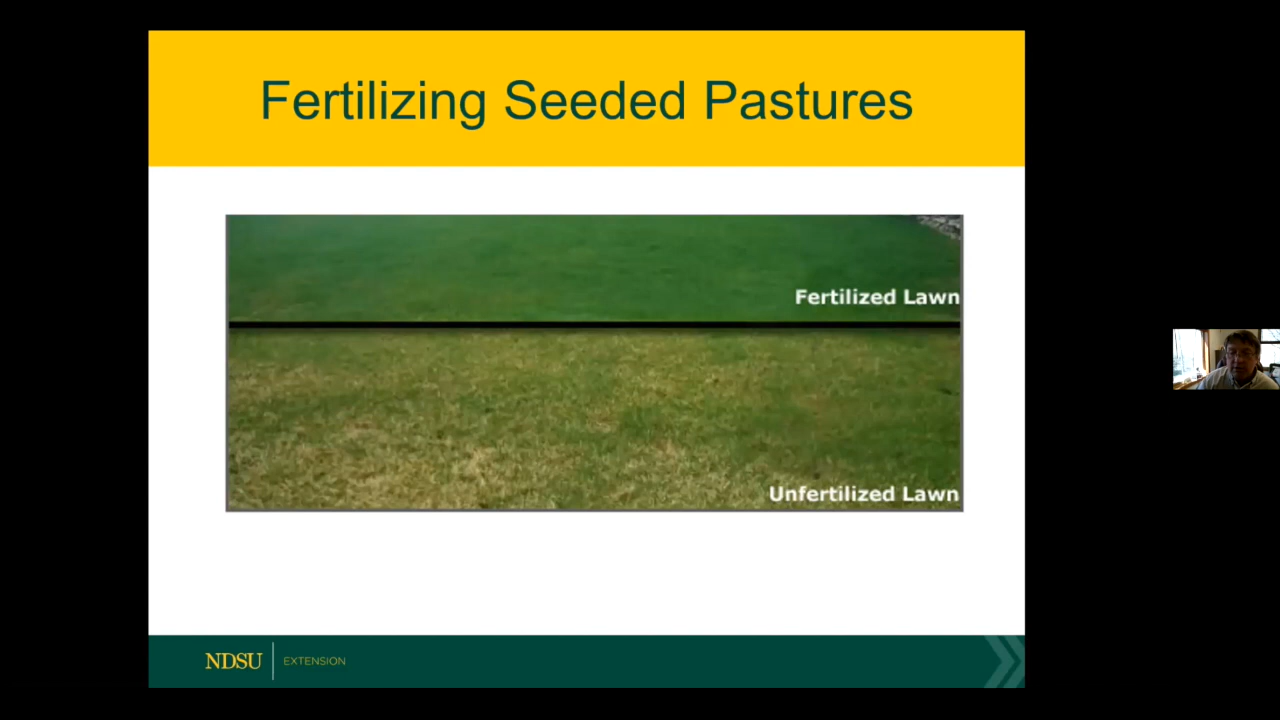 Fertilizing Seeded Pastures
Fertilized Lawn
Unfertilized Lawn
NDSU EXTENSION